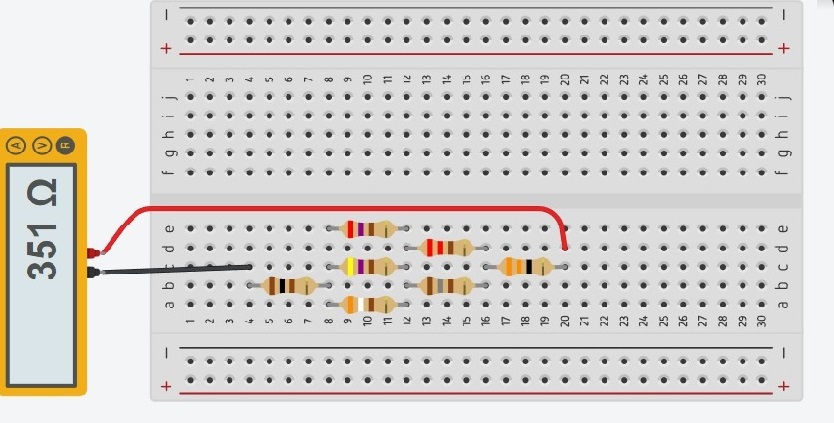 − −
+ +
1 2 3 4 5 6 7 8 9 10 11 12 13 14 15 16 17 18 19 20 21 22 23 24 25 26 27 28 29 30
j j
i i
h h
g g
f f
A V R
351 Ω
e e
d d
c c
b b
a a
1 2 3 4 5 6 7 8 9 10 11 12 13 14 15 16 17 18 19 20 21 22 23 24 25 26 27 28 29 30
− −
+ +